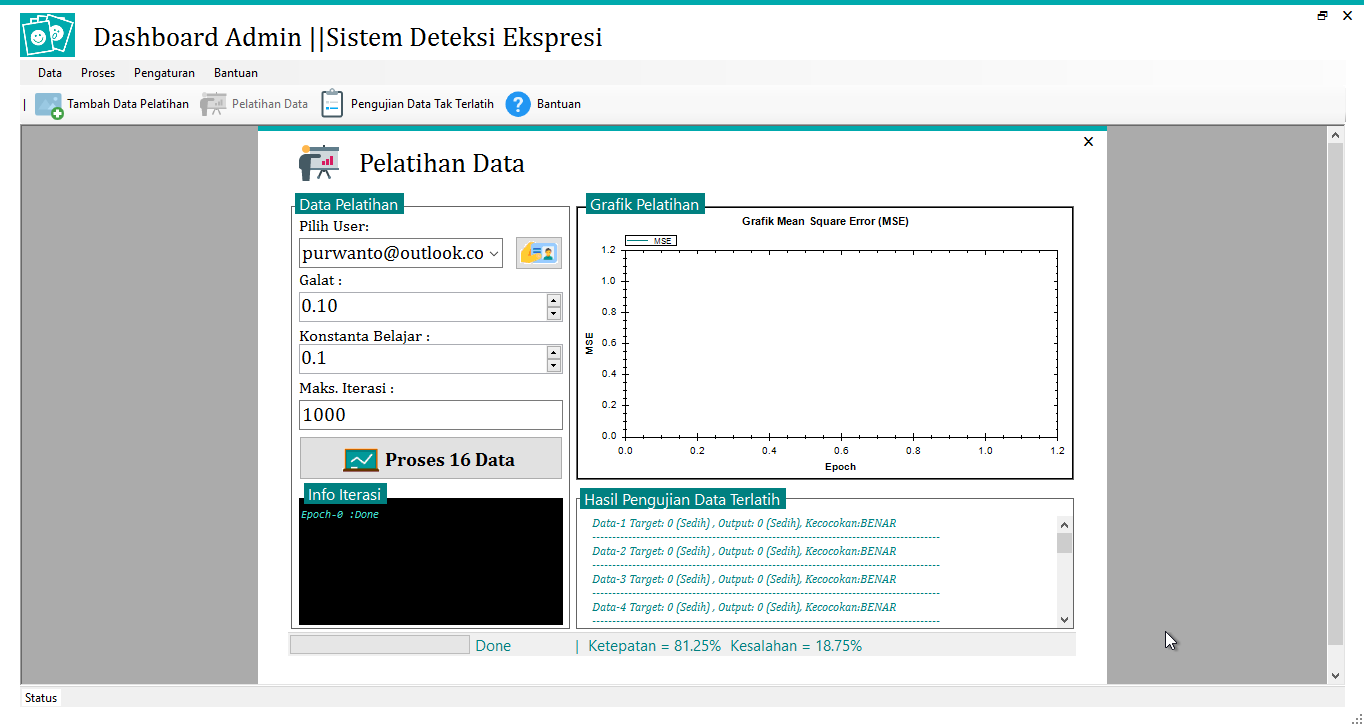 Dashboard Admin ||Sistem Deteksi Ekspresi
Data Proses Pengaturan Bantuan
Tambah Data Pelatihan Pelatihan Data Pengujian Data Tak Terlatih ? Bantuan
Pelatihan Data
Data Pelatihan
Pilih User:
purwanto@outlook.co
Galat :
0.10
Konstanta Belajar :
0.1
Maks. Iterasi :
1000
Proses 16 Data
Info Iterasi
Epoch-0 :Done
Grafik Pelatihan
Grafik Mean Square Error (MSE)
MSE
1.2
1.0
0.8
0.6
0.4
0.2
0.0
MSE
0.0 0.2 0.4 0.6 0.8 1.0 1.2
Epoch
Hasil Pengujian Data Terlatih
Data-1 Target: 0 (Sedih) , Output: 0 (Sedih), Kecocokan:BENAR
Data-2 Target: 0 (Sedih) , Output: 0 (Sedih), Kecocokan:BENAR
Data-3 Target: 0 (Sedih) , Output: 0 (Sedih), Kecocokan:BENAR
Data-4 Target: 0 (Sedih) , Output: 0 (Sedih), Kecocokan:BENAR
Done | Ketepatan = 81.25% Kesalahan = 18.75%
Status